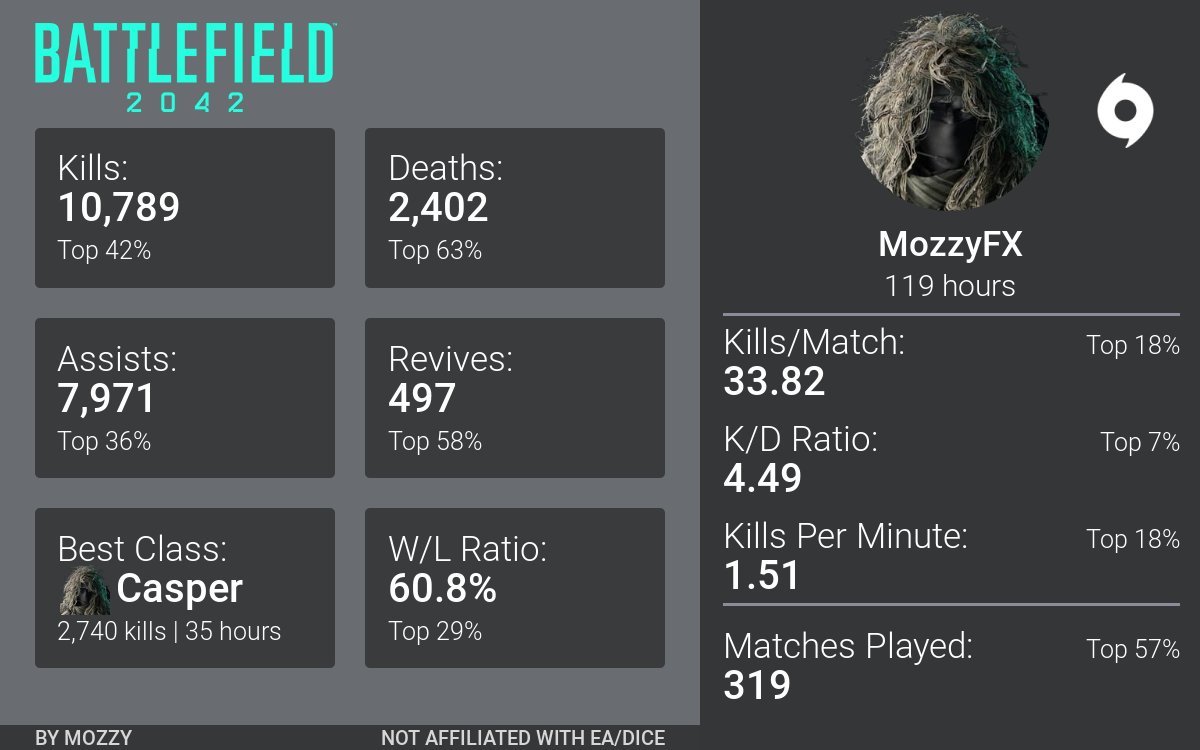 BATTLEFIELD™
2042
Kills:
10,789
Top 42%
Deaths:
2,402
Top 63%
Assists:
7,971
Top 36%
Revives:
497
Top 58%
Best Class:
Casper
2,740 kills | 35 hours
W/L Ratio:
60.8%
Top 29%
BY MOZZY
NOT AFFILIATED WITH EA/DICE
MozzyFX
119 hours
Kills/Match: Top 18%
33.82
K/D Ratio: Top 7%
4.49
Kills Per Minute: Top 18%
1.51
Matches Played: Top 57%
319